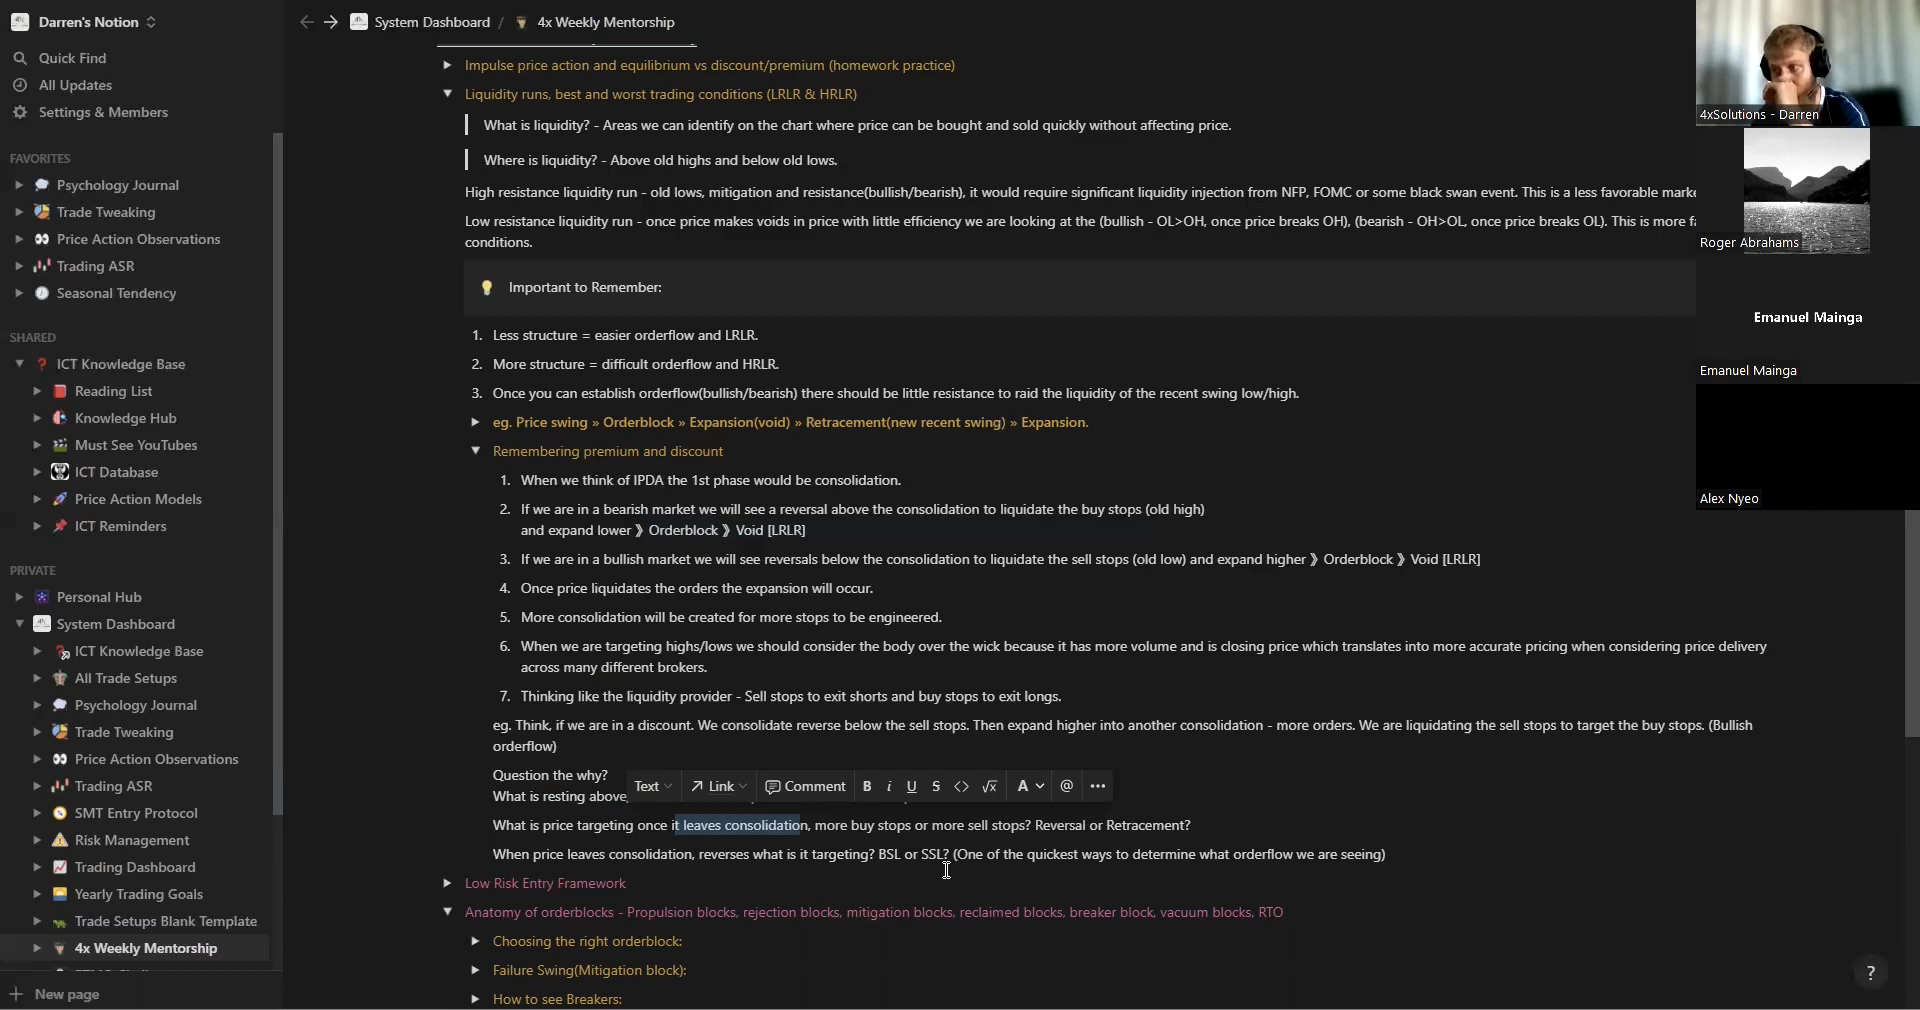 Darren's Notion
Quick Find
All Updates
Settings & Members
FAVORITES
Psychology Journal
Trade Tweaking
Price Action Observations
Trading ASR
Seasonal Tendency
SHARED
ICT Knowledge Base
Reading List
Knowledge Hub
Must See YouTubes
ICT Database
Price Action Models
ICT Reminders
PRIVATE
Personal Hub
System Dashboard
ICT Knowledge Base
All Trade Setups
Psychology Journal
Trade Tweaking
Price Action Observations
Trading ASR
SMT Entry Protocol
Risk Management
Trading Dashboard
Yearly Trading Goals
Trade Setups Blank Template
4x Weekly Mentorship
New page
System Dashboard / 4x Weekly Mentorship
Impulse price action and equilibrium vs discount/premium (homework practice)
Liquidity runs, best and worst trading conditions (LRLR & HRLR)
What is liquidity? - Areas we can identify on the chart where price can be bought and sold quickly without affecting price.
Where is liquidity? - Above old highs and below old lows.
High resistance liquidity run - old lows, mitigation and resistance(bullish/bearish), it would require significant liquidity injection from NFP, FOMC or some black swan event. This is a less favorable
Low resistance liquidity run - once price makes voids in price with little efficiency we are looking at the (bullish - OL>OH, once price breaks OH), (bearish - OH>OL, once price breaks OL). This is more
conditions.
Important to Remember:
1. Less structure = easier orderflow and LRLR.
2. More structure = difficult orderflow and HRLR.
3. Once you can establish orderflow(bullish/bearish) there should be little resistance to raid the liquidity of the recent swing low/high.
eg. Price swing » Orderblock » Expansion(void) » Retracement(new recent swing) » Expansion.
Remembering premium and discount
1. When we think of IPDA the 1st phase would be consolidation.
2. If we are in a bearish market we will see a reversal above the consolidation to liquidate the buy stops (old high)
and expand lower 》 Orderblock 》 Void [LRLR]
3. If we are in a bullish market we will see reversals below the consolidation to liquidate the sell stops (old low) and expand higher 》 Orderblock 》 Void [LRLR]
4. Once price liquidates the orders the expansion will occur.
5. More consolidation will be created for more stops to be engineered.
6. When we are targeting highs/lows we should consider the body over the wick because it has more volume and is closing price which translates into more accurate pricing when considering price delivery
across many different brokers.
7. Thinking like the liquidity provider - Sell stops to exit shorts and buy stops to exit longs.
eg. Think, if we are in a discount. We consolidate reverse below the sell stops. Then expand higher into another consolidation - more orders. We are liquidating the sell stops to target the buy stops. (Bullish
orderflow)
Question the why?
Text Link Comment B i U S <> √x A @ •••
What is resting above,
What is price targeting once it leaves consolidation, more buy stops or more sell stops? Reversal or Retracement?
When price leaves consolidation, reverses what is it targeting? BSL or SSL? (One of the quickest ways to determine what orderflow we are seeing)
Low Risk Entry Framework
Anatomy of orderblocks - Propulsion blocks, rejection blocks, mitigation blocks, reclaimed blocks, breaker block, vacuum blocks, RTO
Choosing the right orderblock:
Failure Swing(Mitigation block):
How to see Breakers:
?
4xSolutions - Darren
Roger Abrahams
Emanuel Mainga
Emanuel Mainga
Alex Nyeo